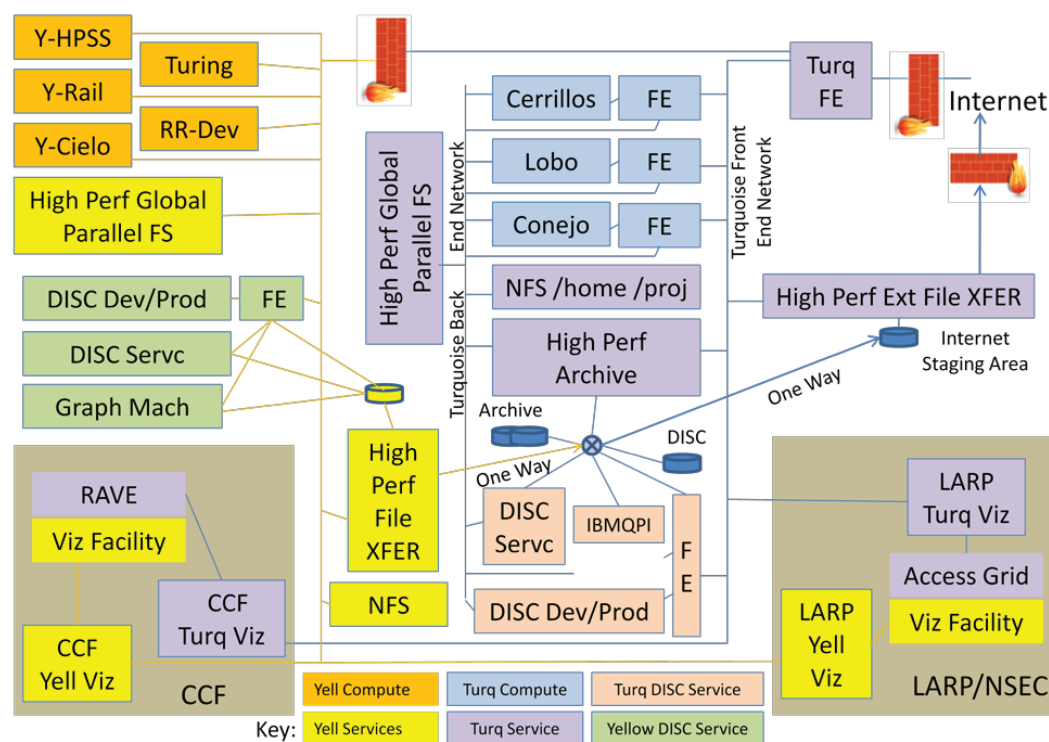 Y-HPSS
Turing
Y-Rail
RR-Dev
Y-Cielo
High Perf Global
Parallel FS
DISC Dev/Prod
FE
DISC Servc
Graph Mach
High Perf Global
Parallel FS
Turquoise Back
End Network
Cerrillos
FE
Lobo
FE
Conejo
FE
NFS /home /proj
High Perf
Archive
Turquoise Front
End Network
Turq
FE
Internet
High Perf Ext File XFER
Internet
Staging Area
One Way
Archive
DISC
One Way
High
Perf
File
XFER
NFS
DISC
Servc
IBMQPI
F
E
DISC Dev/Prod
RAVE
Viz Facility
CCF
Turq Viz
CCF
Yell Viz
CCF
LARP
Turq Viz
Access Grid
Viz Facility
LARP
Yell
Viz
LARP/NSEC
Key:
Yell Compute
Turq Compute
Turq DISC Service
Yell Services
Turq Service
Yellow DISC Service